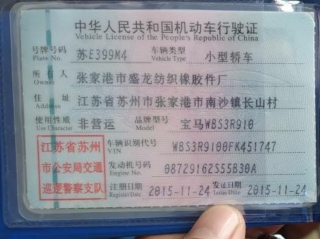 中华人民共和国机动车行驶证
Vehicle License of the People's Republic of China
号牌号码 Plate No. 苏E399M4 车辆类型 Vehicle Type 小型轿车
所有人 Owner 张家港市盛龙纺织橡胶件厂
住址 Address 江苏省苏州市张家港市南沙镇长山村
使用性质 Use Character 非营运 品牌型号 Model 宝马WBS3R910
江苏省苏州
市公安局交通
巡逻警察支队
车辆识别代号 VIN WBS3R9100FK451747
发动机号码 Engine No. 08729162S55B30A
注册日期 Register Date 2015-11-24 发证日期 Issue Date 2015-11-24